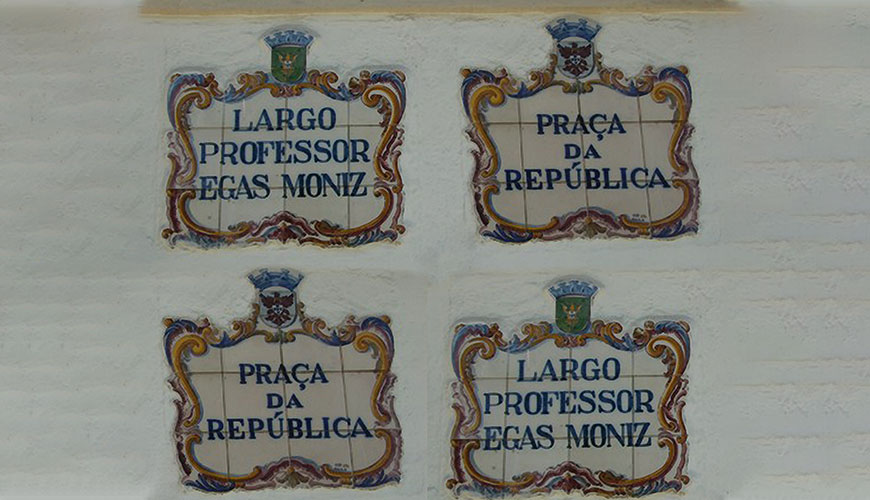 LARGO
PROFESSOR
EGAS MONIZ
PRAÇA
DA
REPÚBLICA
PRAÇA
DA
REPÚBLICA
LARGO
PROFESSOR
EGAS MONIZ